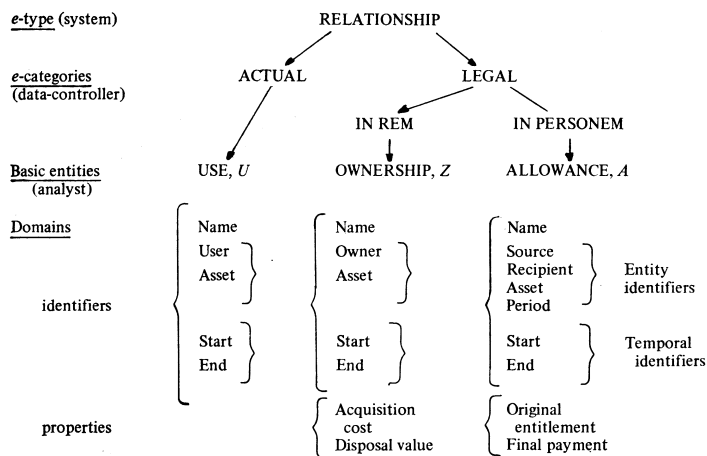 e-type (system) RELATIONSHIP
e-categories ACTUAL LEGAL
(data-controller)
IN REM IN PERSONEM
Basic entities USE, U OWNERSHIP, Z ALLOWANCE, A
(analyst)
Domains Name Name Name
User Owner Source
Recipient Entity
Asset Asset Asset identifiers
identifiers Period
Start Start Start Temporal
End End End identifiers
properties Acquisition Original
cost entitlement
Disposal value Final payment